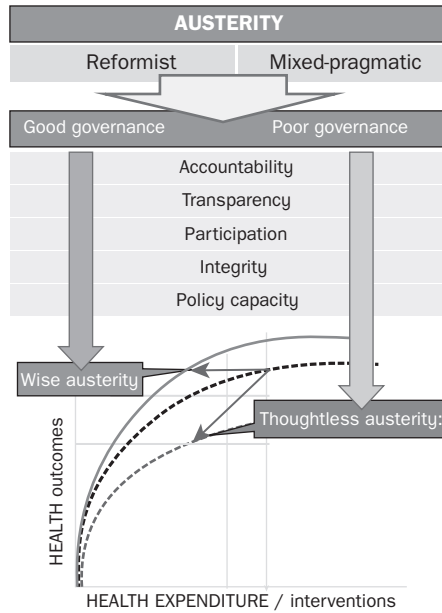 AUSTERITY
Reformist Mixed-pragmatic
Good governance Poor governance
Accountability
Transparency
Participation
Integrity
Policy capacity
Wise austerity
Thoughtless austerity:
HEALTH outcomes
HEALTH EXPENDITURE / interventions